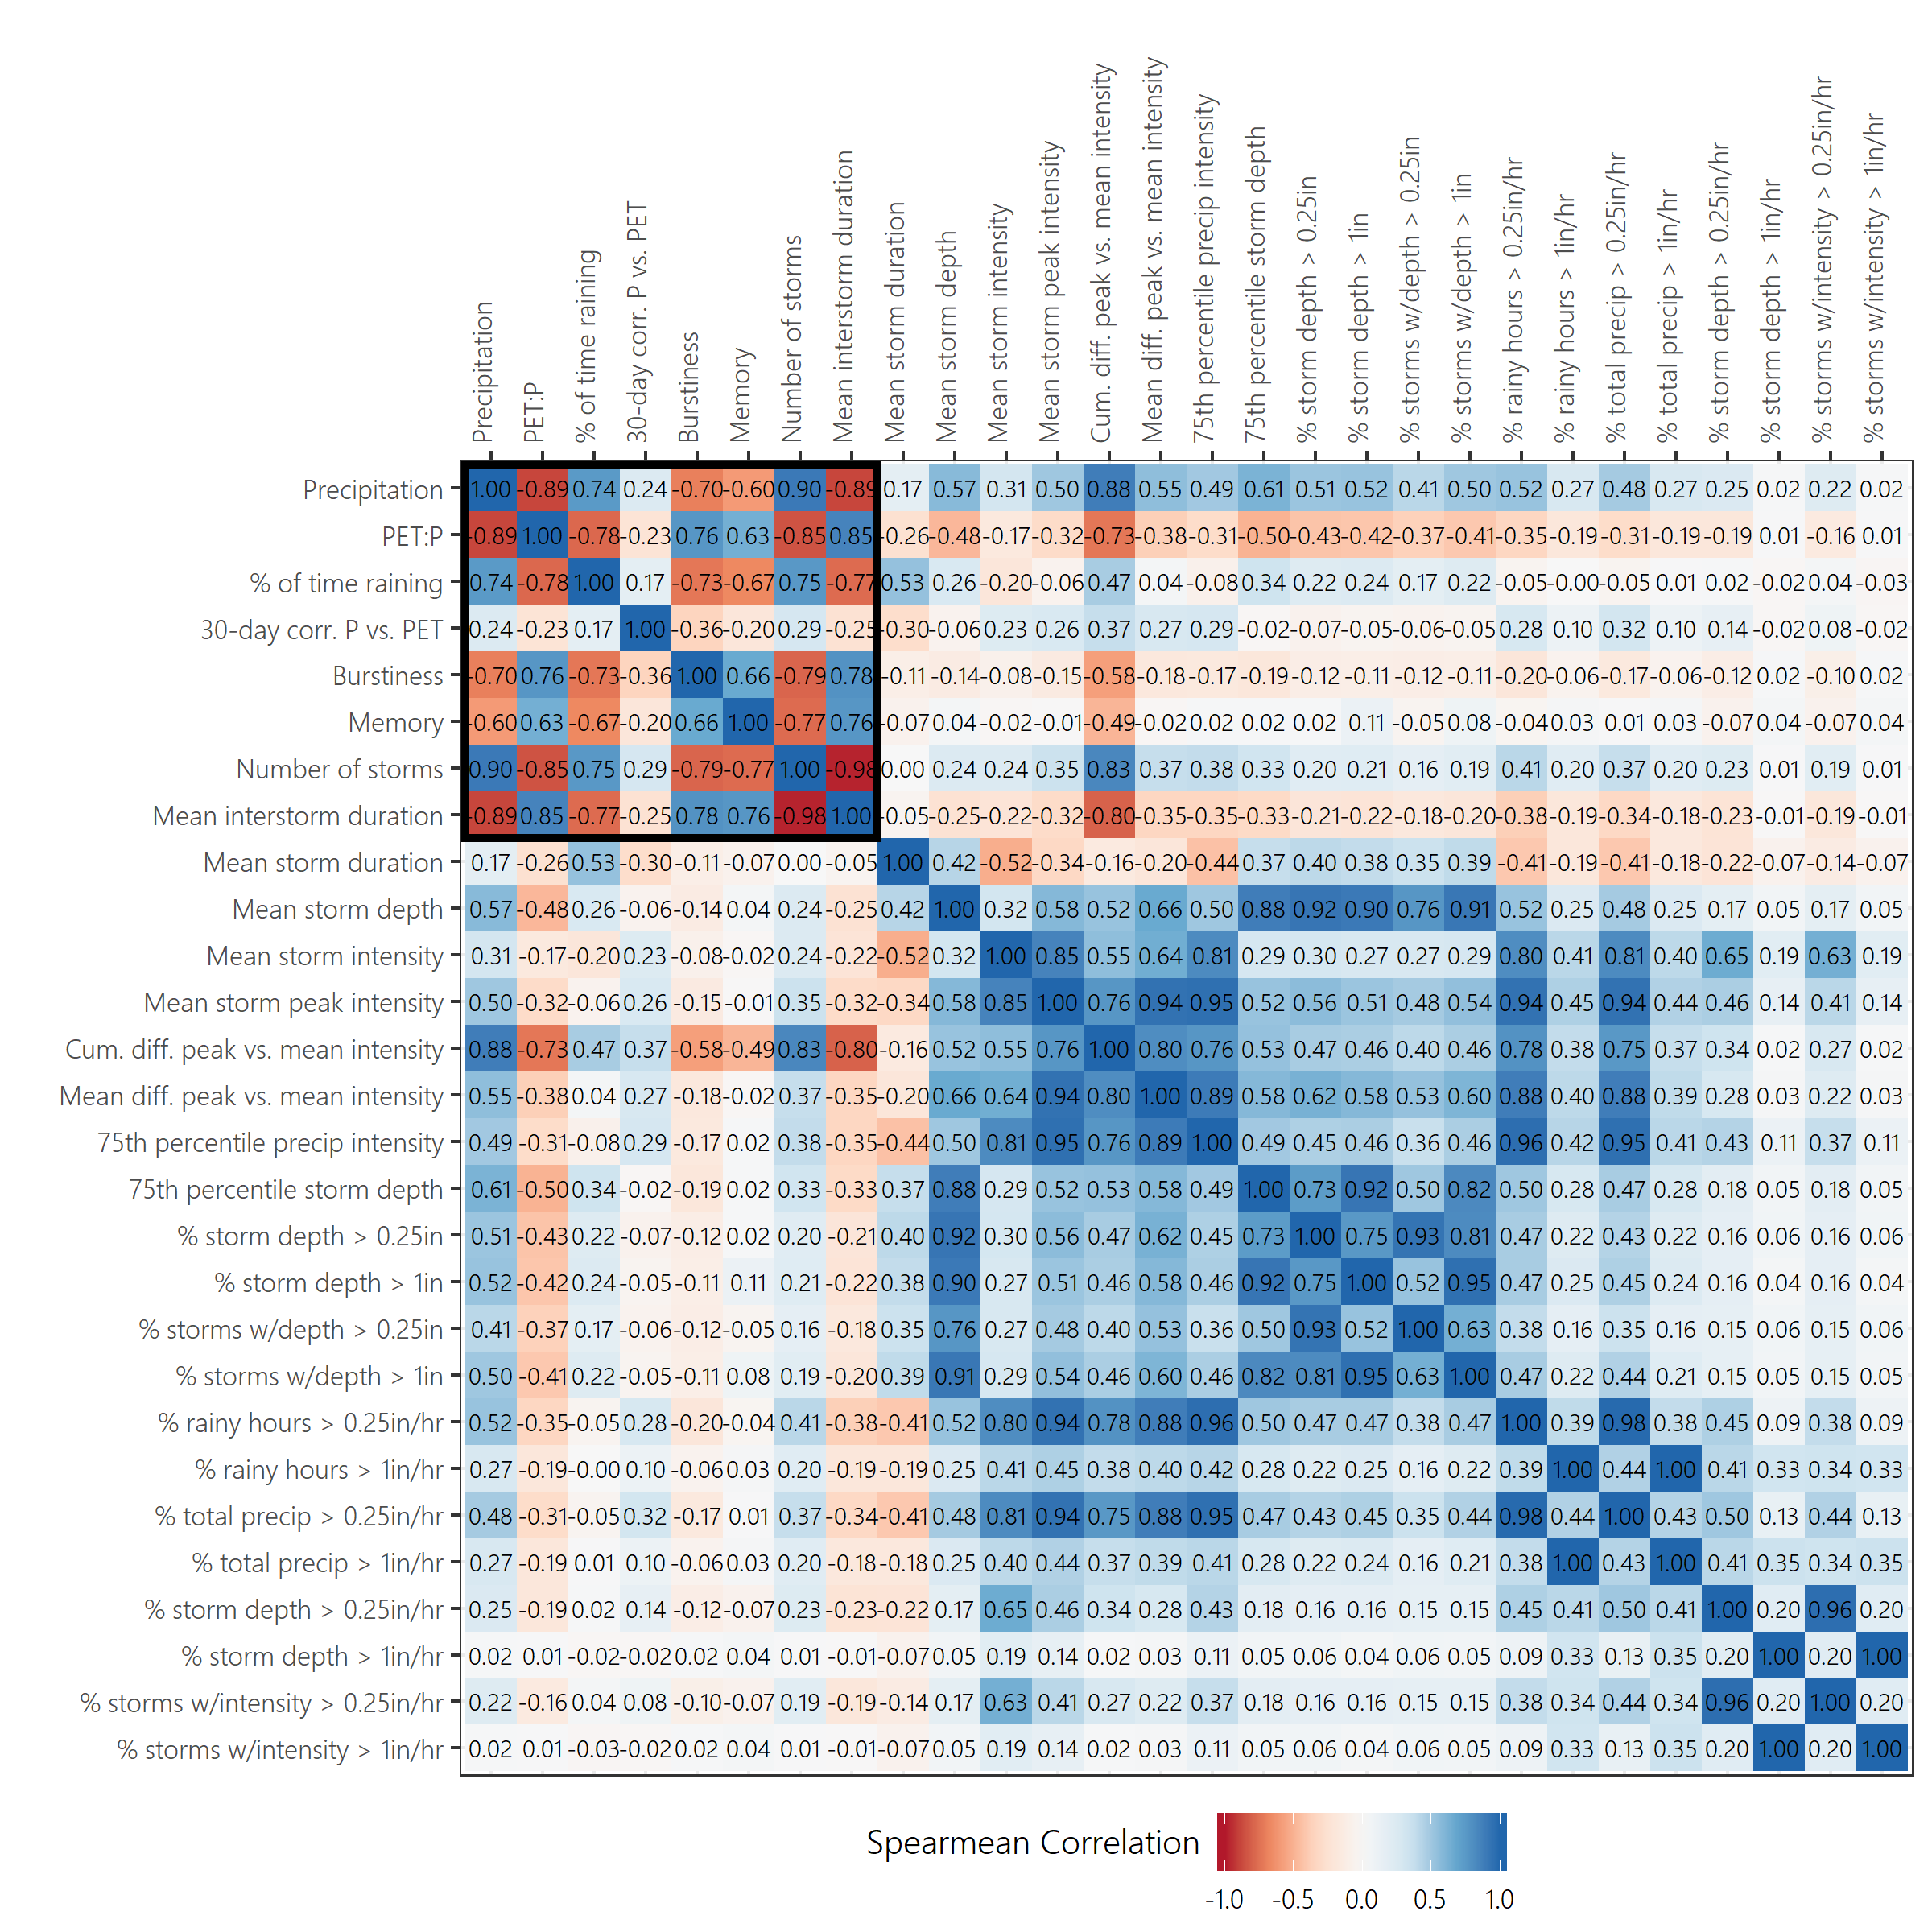 Precipitation
PET:P
% of time raining
30-day corr. P vs. PET
Burstiness
Memory
Number of storms
Mean interstorm duration
Mean storm duration
Mean storm depth
Mean storm intensity
Mean storm peak intensity
Cum. diff. peak vs. mean intensity
Mean diff. peak vs. mean intensity
75th percentile precip intensity
75th percentile storm depth
% storm depth > 0.25in
% storm depth > 1in
% storms w/depth > 0.25in
% storms w/depth > 1in
% rainy hours > 0.25in/hr
% rainy hours > 1in/hr
% total precip > 0.25in/hr
% total precip > 1in/hr
% storm depth > 0.25in/hr
% storm depth > 1in/hr
% storms w/intensity > 0.25in/hr
% storms w/intensity > 1in/hr
Precipitation 1.00 -0.89 0.74 0.24 -0.70 -0.60 0.90 -0.89 0.17 0.57 0.31 0.50 0.88 0.55 0.49 0.61 0.51 0.52 0.41 0.50 0.52 0.27 0.48 0.27 0.25 0.02 0.22 0.02
PET:P -0.89 1.00 -0.78 -0.23 0.76 0.63 -0.85 0.85 -0.26 -0.48 -0.17 -0.32 -0.73 -0.38 -0.31 -0.50 -0.43 -0.42 -0.37 -0.41 -0.35 -0.19 -0.31 -0.19 -0.19 0.01 -0.16 0.01
% of time raining 0.74 -0.78 1.00 0.17 -0.73 -0.67 0.75 -0.77 0.53 0.26 -0.20 -0.06 0.47 0.04 -0.08 0.34 0.22 0.24 0.17 0.22 -0.05 -0.00 -0.05 0.01 0.02 -0.02 0.04 -0.03
30-day corr. P vs. PET 0.24 -0.23 0.17 1.00 -0.36 -0.20 0.29 -0.25 -0.30 -0.06 0.23 0.26 0.37 0.27 0.29 -0.02 -0.07 -0.05 -0.06 -0.05 0.28 0.10 0.32 0.10 0.14 -0.02 0.08 -0.02
Burstiness -0.70 0.76 -0.73 -0.36 1.00 0.66 -0.79 0.78 -0.11 -0.14 -0.08 -0.15 -0.58 -0.18 -0.17 -0.19 -0.12 -0.11 -0.12 -0.11 -0.20 -0.06 -0.17 -0.06 -0.12 0.02 -0.10 0.02
Memory -0.60 0.63 -0.67 -0.20 0.66 1.00 -0.77 0.76 -0.07 0.04 -0.02 -0.01 -0.49 -0.02 0.02 0.02 0.02 0.11 -0.05 0.08 -0.04 0.03 0.01 0.03 -0.07 0.04 -0.07 0.04
Number of storms 0.90 -0.85 0.75 0.29 -0.79 -0.77 1.00 -0.98 0.00 0.24 0.24 0.35 0.83 0.37 0.38 0.33 0.20 0.21 0.16 0.19 0.41 0.20 0.37 0.20 0.23 0.01 0.19 0.01
Mean interstorm duration -0.89 0.85 -0.77 -0.25 0.78 0.76 -0.98 1.00 -0.05 -0.25 -0.22 -0.32 -0.80 -0.35 -0.35 -0.33 -0.21 -0.22 -0.18 -0.20 -0.38 -0.19 -0.34 -0.18 -0.23 -0.01 -0.19 -0.01
Mean storm duration 0.17 -0.26 0.53 -0.30 -0.11 -0.07 0.00 -0.05 1.00 0.42 -0.52 -0.34 -0.16 -0.20 -0.44 0.37 0.40 0.38 0.35 0.39 -0.41 -0.19 -0.41 -0.18 -0.22 -0.07 -0.14 -0.07
Mean storm depth 0.57 -0.48 0.26 -0.06 -0.14 0.04 0.24 -0.25 0.42 1.00 0.32 0.58 0.52 0.66 0.50 0.88 0.92 0.90 0.76 0.91 0.52 0.25 0.48 0.25 0.17 0.05 0.17 0.05
Mean storm intensity 0.31 -0.17 -0.20 0.23 -0.08 -0.02 0.24 -0.22 -0.52 0.32 1.00 0.85 0.55 0.64 0.81 0.29 0.30 0.27 0.27 0.29 0.80 0.41 0.81 0.40 0.65 0.19 0.63 0.19
Mean storm peak intensity 0.50 -0.32 -0.06 0.26 -0.15 -0.01 0.35 -0.32 -0.34 0.58 0.85 1.00 0.76 0.94 0.95 0.52 0.56 0.51 0.48 0.54 0.94 0.45 0.94 0.44 0.46 0.14 0.41 0.14
Cum. diff. peak vs. mean intensity 0.88 -0.73 0.47 0.37 -0.58 -0.49 0.83 -0.80 -0.16 0.52 0.55 0.76 1.00 0.80 0.76 0.53 0.47 0.46 0.40 0.46 0.78 0.38 0.75 0.37 0.34 0.02 0.27 0.02
Mean diff. peak vs. mean intensity 0.55 -0.38 0.04 0.27 -0.18 -0.02 0.37 -0.35 -0.20 0.66 0.64 0.94 0.80 1.00 0.89 0.58 0.62 0.58 0.53 0.60 0.88 0.40 0.88 0.39 0.28 0.03 0.22 0.03
75th percentile precip intensity 0.49 -0.31 -0.08 0.29 -0.17 0.02 0.38 -0.35 -0.44 0.50 0.81 0.95 0.76 0.89 1.00 0.49 0.45 0.46 0.36 0.46 0.96 0.42 0.95 0.41 0.43 0.11 0.37 0.11
75th percentile storm depth 0.61 -0.50 0.34 -0.02 -0.19 0.02 0.33 -0.33 0.37 0.88 0.29 0.52 0.53 0.58 0.49 1.00 0.73 0.92 0.50 0.82 0.50 0.28 0.47 0.28 0.18 0.05 0.18 0.05
% storm depth > 0.25in 0.51 -0.43 0.22 -0.07 -0.12 0.02 0.20 -0.21 0.40 0.92 0.30 0.56 0.47 0.62 0.45 0.73 1.00 0.75 0.93 0.81 0.47 0.22 0.43 0.22 0.16 0.06 0.16 0.06
% storm depth > 1in 0.52 -0.42 0.24 -0.05 -0.11 0.11 0.21 -0.22 0.38 0.90 0.27 0.51 0.46 0.58 0.46 0.92 0.75 1.00 0.52 0.95 0.47 0.25 0.45 0.24 0.16 0.04 0.16 0.04
% storms w/depth > 0.25in 0.41 -0.37 0.17 -0.06 -0.12 -0.05 0.16 -0.18 0.35 0.76 0.27 0.48 0.40 0.53 0.36 0.50 0.93 0.52 1.00 0.63 0.38 0.16 0.35 0.16 0.15 0.06 0.15 0.06
% storms w/depth > 1in 0.50 -0.41 0.22 -0.05 -0.11 0.08 0.19 -0.20 0.39 0.91 0.29 0.54 0.46 0.60 0.46 0.82 0.81 0.95 0.63 1.00 0.47 0.22 0.44 0.21 0.15 0.05 0.15 0.05
% rainy hours > 0.25in/hr 0.52 -0.35 -0.05 0.28 -0.20 -0.04 0.41 -0.38 -0.41 0.52 0.80 0.94 0.78 0.88 0.96 0.50 0.47 0.47 0.38 0.47 1.00 0.39 0.98 0.38 0.45 0.09 0.38 0.09
% rainy hours > 1in/hr 0.27 -0.19 -0.00 0.10 -0.06 0.03 0.20 -0.19 -0.19 0.25 0.41 0.45 0.38 0.40 0.42 0.28 0.22 0.25 0.16 0.22 0.39 1.00 0.44 1.00 0.41 0.33 0.34 0.33
% total precip > 0.25in/hr 0.48 -0.31 -0.05 0.32 -0.17 0.01 0.37 -0.34 -0.41 0.48 0.81 0.94 0.75 0.88 0.95 0.47 0.43 0.45 0.35 0.44 0.98 0.44 1.00 0.43 0.50 0.13 0.44 0.13
% total precip > 1in/hr 0.27 -0.19 0.01 0.10 -0.06 0.03 0.20 -0.18 -0.18 0.25 0.40 0.44 0.37 0.39 0.41 0.28 0.22 0.24 0.16 0.21 0.38 1.00 0.43 1.00 0.41 0.35 0.34 0.35
% storm depth > 0.25in/hr 0.25 -0.19 0.02 0.14 -0.12 -0.07 0.23 -0.23 -0.22 0.17 0.65 0.46 0.34 0.28 0.43 0.18 0.16 0.16 0.15 0.15 0.45 0.41 0.50 0.41 1.00 0.20 0.96 0.20
% storm depth > 1in/hr 0.02 0.01 -0.02 -0.02 0.02 0.04 0.01 -0.01 -0.07 0.05 0.19 0.14 0.02 0.03 0.11 0.05 0.06 0.04 0.06 0.05 0.09 0.33 0.13 0.35 0.20 1.00 0.20 1.00
% storms w/intensity > 0.25in/hr 0.22 -0.16 0.04 0.08 -0.10 -0.07 0.19 -0.19 -0.14 0.17 0.63 0.41 0.27 0.22 0.37 0.18 0.16 0.16 0.15 0.15 0.38 0.34 0.44 0.34 0.96 0.20 1.00 0.20
% storms w/intensity > 1in/hr 0.02 0.01 -0.03 -0.02 0.02 0.04 0.01 -0.01 -0.07 0.05 0.19 0.14 0.02 0.03 0.11 0.05 0.06 0.04 0.06 0.05 0.09 0.33 0.13 0.35 0.20 1.00 0.20 1.00
Spearmean Correlation
-1.0 -0.5 0.0 0.5 1.0